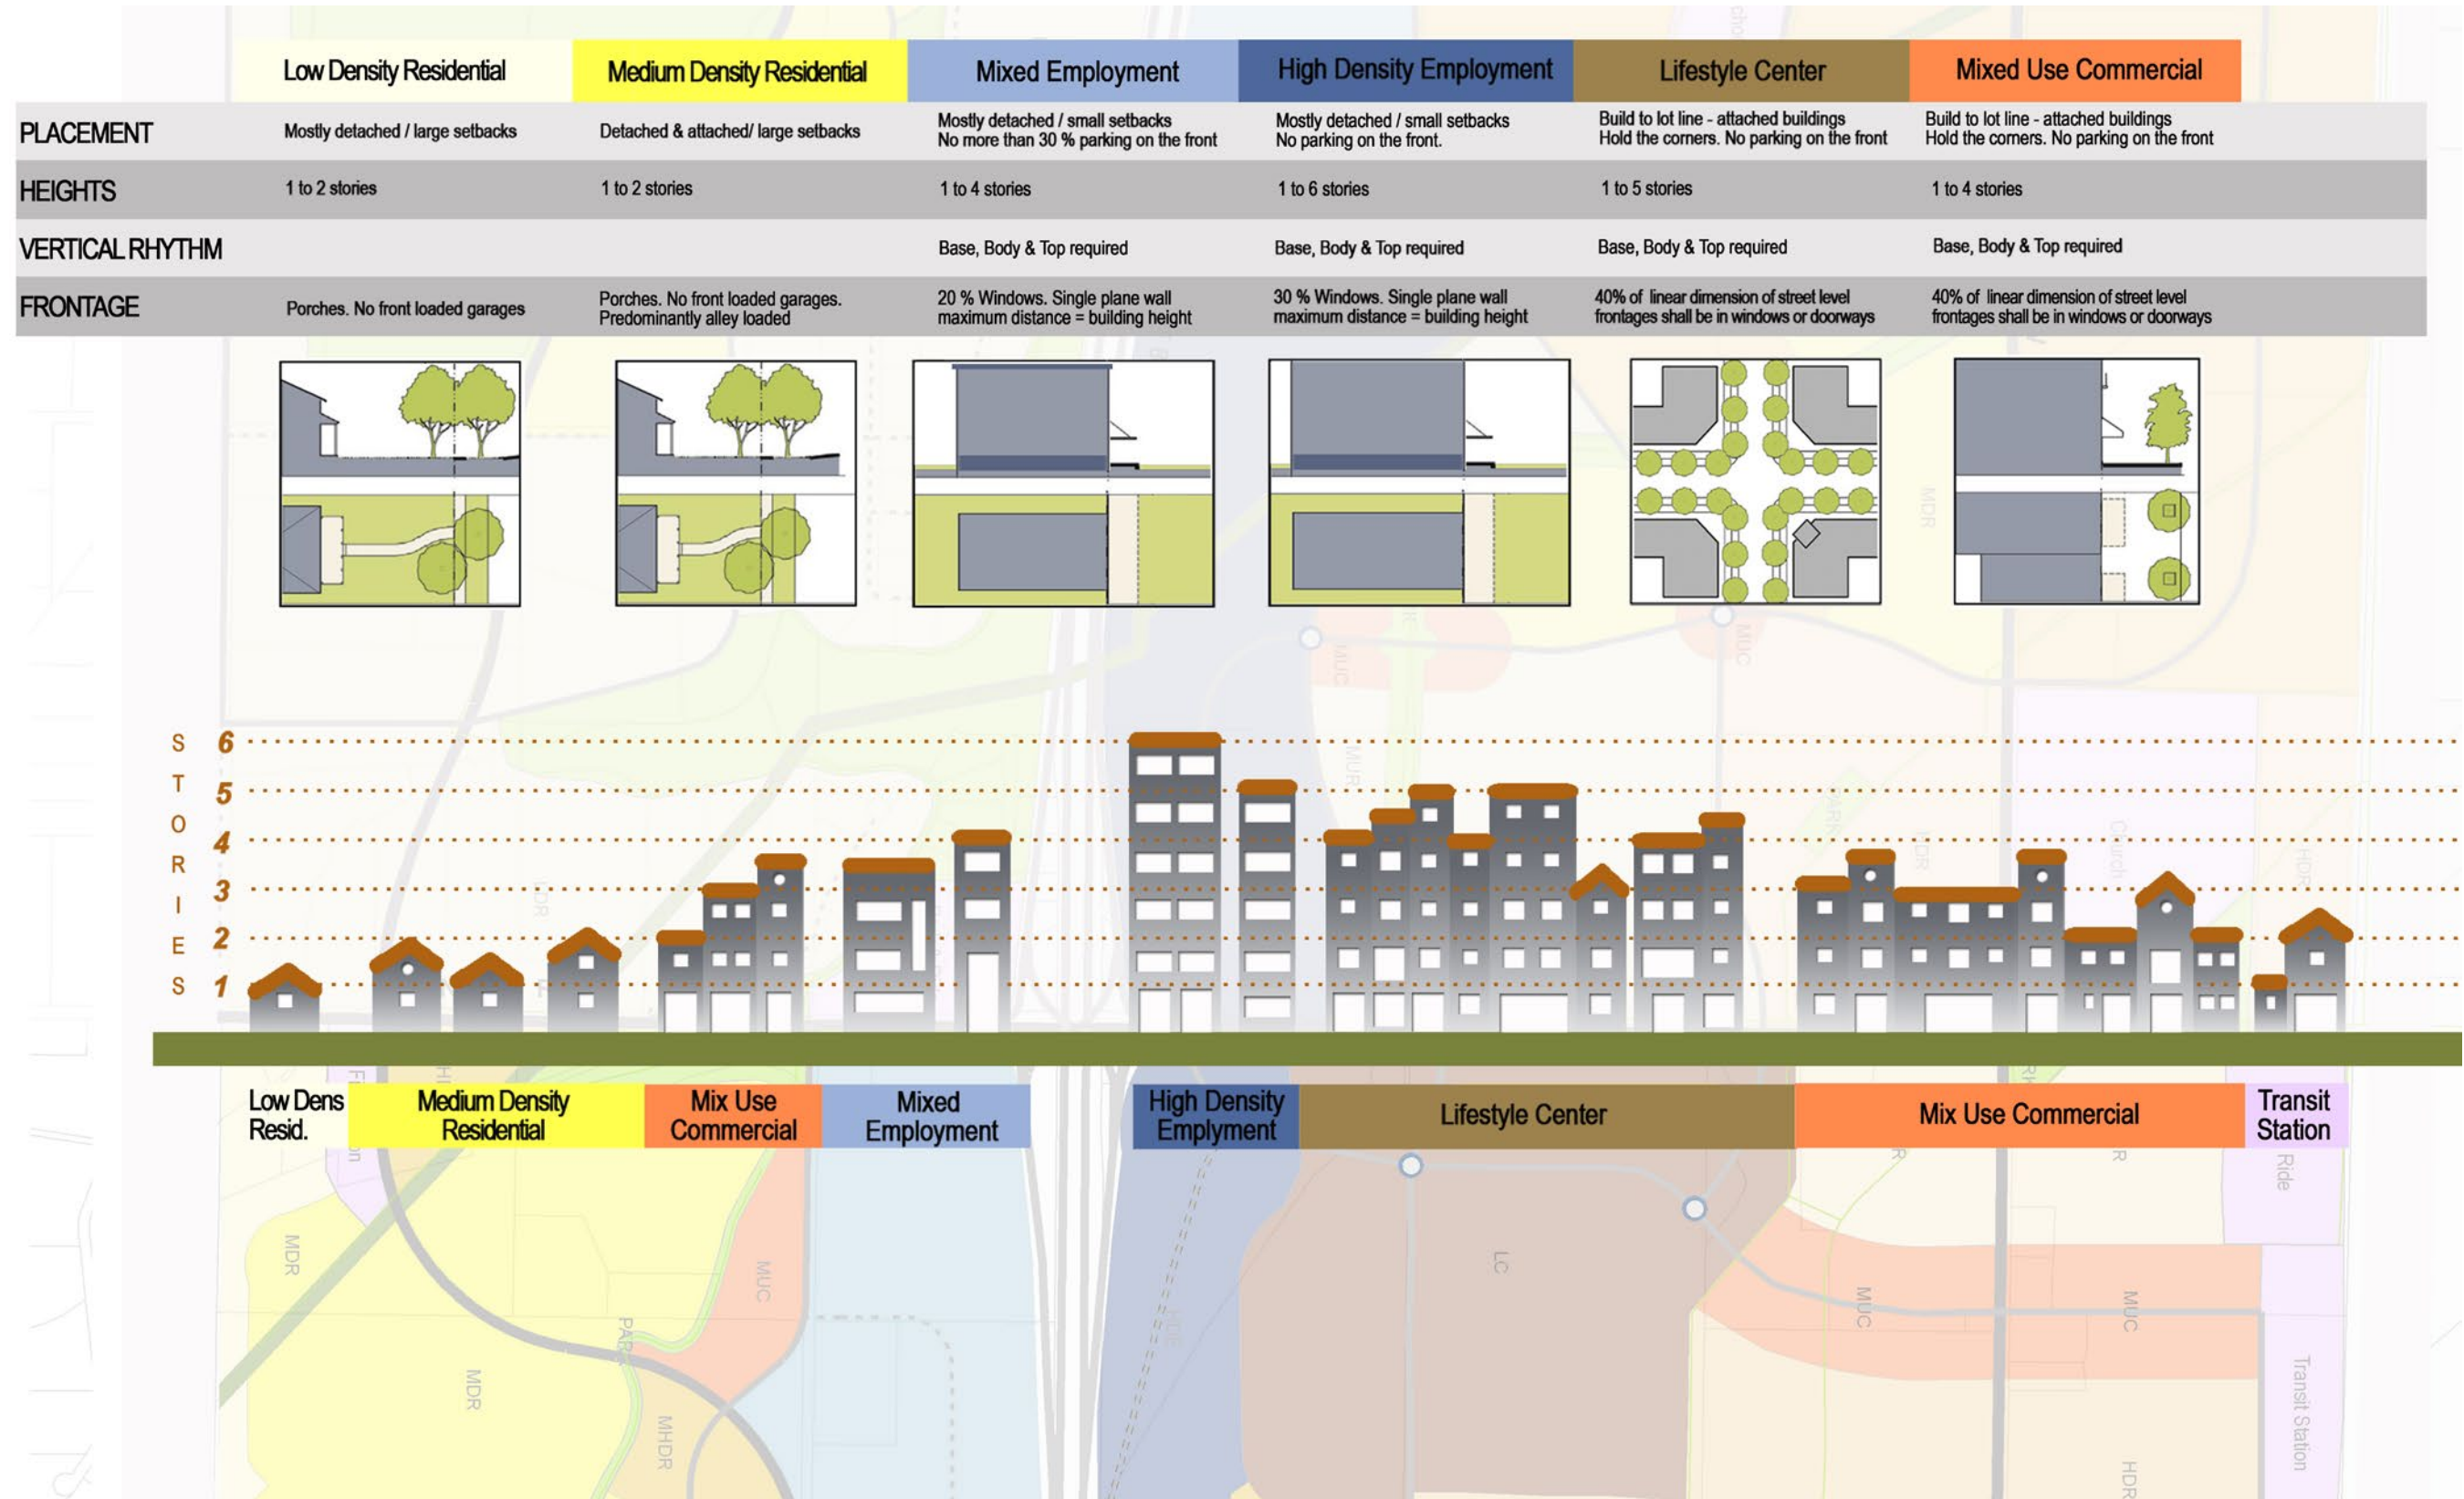 Low Density Residential
Medium Density Residential
Mixed Employment
High Density Employment
Lifestyle Center
Mixed Use Commercial
PLACEMENT
Mostly detached / large setbacks
Detached & attached/ large setbacks
Mostly detached / small setbacks
No more than 30 % parking on the front
Mostly detached / small setbacks
No parking on the front.
Build to lot line - attached buildings
Hold the corners. No parking on the front
Build to lot line - attached buildings
Hold the corners. No parking on the front
HEIGHTS
1 to 2 stories
1 to 2 stories
1 to 4 stories
1 to 6 stories
1 to 5 stories
1 to 4 stories
VERTICAL RHYTHM
Base, Body & Top required
Base, Body & Top required
Base, Body & Top required
Base, Body & Top required
FRONTAGE
Porches. No front loaded garages
Porches. No front loaded garages.
Predominantly alley loaded
20 % Windows. Single plane wall
maximum distance = building height
30 % Windows. Single plane wall
maximum distance = building height
40% of linear dimension of street level
frontages shall be in windows or doorways
40% of linear dimension of street level
frontages shall be in windows or doorways
MDR
MUC
MUC
STORIES
6
5
4
3
2
1
MUR
PARK
Church
HDR
Low Dens
Resid.
Medium Density
Residential
Mix Use
Commercial
Mixed
Employment
High Density
Emplyment
Lifestyle Center
Mix Use Commercial
Transit
Station
Ride
MDR
MUC
LC
MUC
MUC
HDE
PARK
MDR
MHDR
Transit Station
HDR